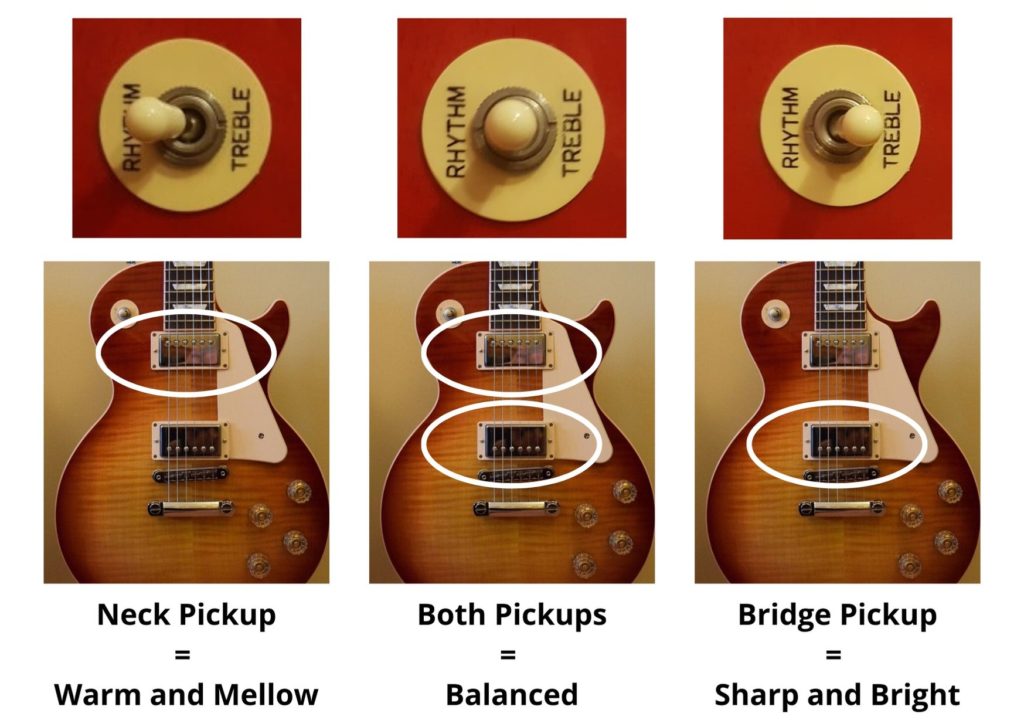 RHYTHM TREBLE
RHYTHM TREBLE
RHYTHM TREBLE
Neck Pickup
=
Warm and Mellow
Both Pickups
=
Balanced
Bridge Pickup
=
Sharp and Bright